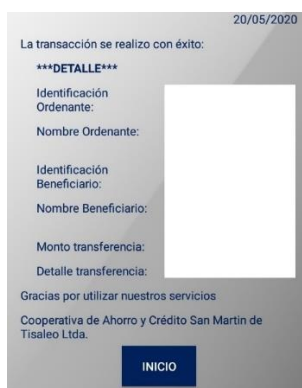 20/05/2020
La transacción se realizo con éxito:
***DETALLE***
Identificación
Ordenante:
Nombre Ordenante:
Identificación
Beneficiario:
Nombre Beneficiario:
Monto transferencia:
Detalle transferencia:
Gracias por utilizar nuestros servicios
Cooperativa de Ahorro y Crédito San Martin de
Tisaleo Ltda.
INICIO